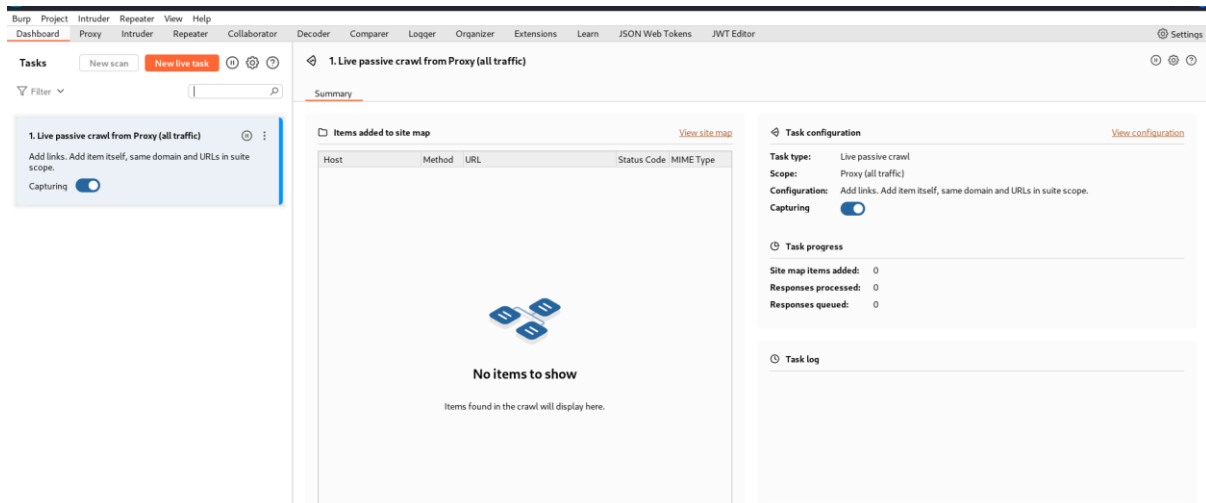 Burp Project Intruder Repeater View Help
Dashboard Proxy Intruder Repeater Collaborator Decoder Comparer Logger Organizer Extensions Learn JSON Web Tokens JWT Editor Settings
Tasks New scan New live task
Filter
1. Live passive crawl from Proxy (all traffic)
Add links. Add item itself, same domain and URLs in suite
scope.
Capturing
1. Live passive crawl from Proxy (all traffic)
Summary
Items added to site map View site map
Host Method URL Status Code MIME Type
No items to show
Items found in the crawl will display here.
Task configuration View configuration
Task type: Live passive crawl
Scope: Proxy (all traffic)
Configuration: Add links. Add item itself, same domain and URLs in suite scope.
Capturing
Task progress
Site map items added: 0
Responses processed: 0
Responses queued: 0
Task log